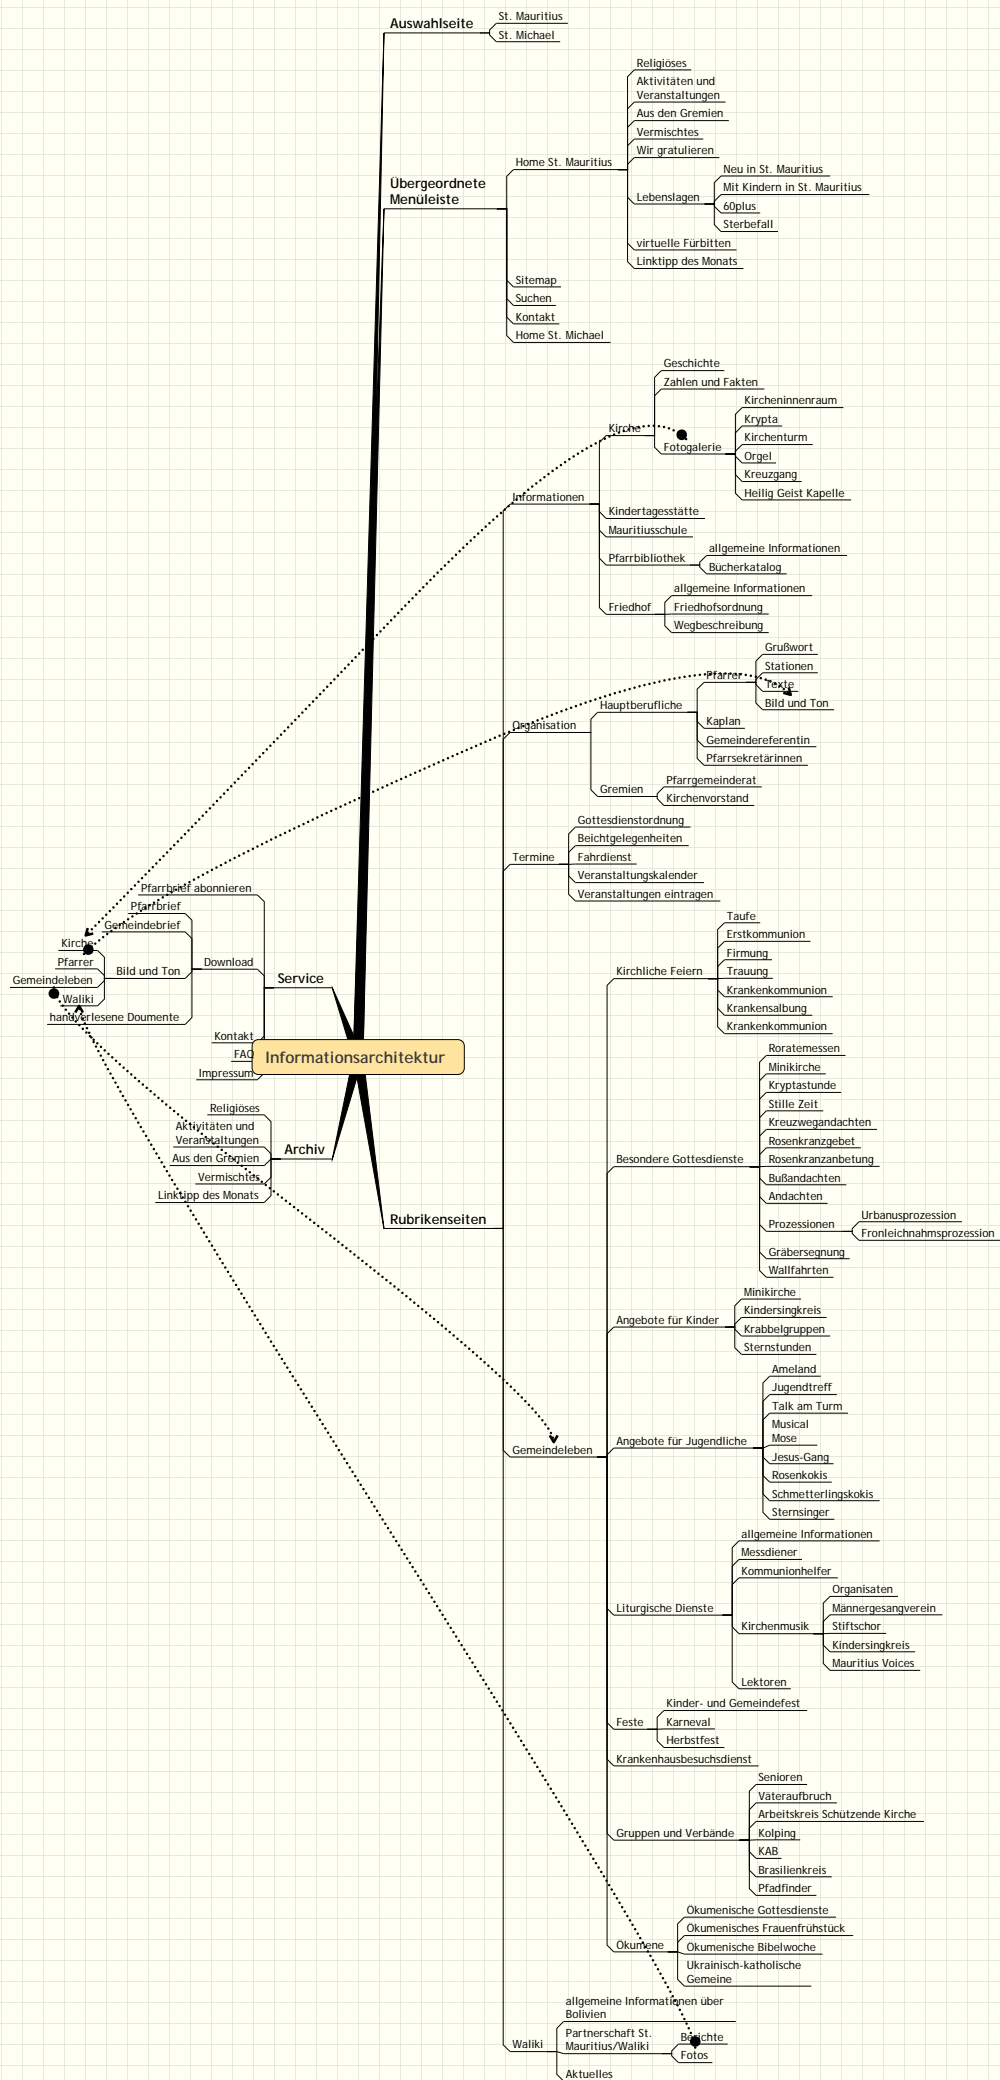 Auswahlseite
St. Mauritius
St. Michael
Übergeordnete
Menüleiste
Home St. Mauritius
Religiöses
Aktivitäten und
Veranstaltungen
Aus den Gremien
Vermischtes
Wir gratulieren
Lebenslagen
Neu in St. Mauritius
Mit Kindern in St. Mauritius
60plus
Sterbefall
virtuelle Fürbitten
Linktipp des Monats
Sitemap
Suchen
Kontakt
Home St. Michael
Informationen
Kirche
Geschichte
Zahlen und Fakten
Fotogalerie
Kircheninnenraum
Krypta
Kirchenturm
Orgel
Kreuzgang
Heilig Geist Kapelle
Kindertagesstätte
Mauritiusschule
Pfarrbibliothek
allgemeine Informationen
Bücherkatalog
Friedhof
allgemeine Informationen
Friedhofsordnung
Wegbeschreibung
Organisation
Hauptberufliche
Pfarrer
Grußwort
Stationen
Texte
Bild und Ton
Kaplan
Gemeindereferentin
Pfarrsekretärinnen
Gremien
Pfarrgemeinderat
Kirchenvorstand
Termine
Gottesdienstordnung
Beichtgelegenheiten
Fahrdienst
Veranstaltungskalender
Veranstaltungen eintragen
Pfarrbrief abonnieren
Pfarrbrief
Gemeindebrief
Kirche
Pfarrer
Gemeindeleben
Waliki
Bild und Ton
Download
handverlesene Doumente
Service
Kontakt
FAQ
Impressum
Informationsarchitektur
Religiöses
Aktivitäten und
Veranstaltungen
Aus den Gremien
Vermischtes
Linktipp des Monats
Archiv
Rubrikenseiten
Kirchliche Feiern
Taufe
Erstkommunion
Firmung
Trauung
Krankenkommunion
Krankensalbung
Krankenkommunion
Besondere Gottesdienste
Roratemessen
Minikirche
Kryptastunde
Stille Zeit
Kreuzwegandachten
Rosenkranzgebet
Rosenkranzanbetung
Bußandachten
Andachten
Prozessionen
Urbanusprozession
Fronleichnahmsprozession
Gräbersegnung
Wallfahrten
Angebote für Kinder
Minikirche
Kindersingkreis
Krabbelgruppen
Sternstunden
Gemeindeleben
Angebote für Jugendliche
Ameland
Jugendtreff
Talk am Turm
Musical
Mose
Jesus-Gang
Rosenkokis
Schmetterlingskokis
Sternsinger
Liturgische Dienste
allgemeine Informationen
Messdiener
Kommunionhelfer
Kirchenmusik
Organisaten
Männergesangverein
Stiftschor
Kindersingkreis
Mauritius Voices
Lektoren
Feste
Kinder- und Gemeindefest
Karneval
Herbstfest
Krankenhausbesuchsdienst
Gruppen und Verbände
Senioren
Väteraufbruch
Arbeitskreis Schützende Kirche
Kolping
KAB
Brasilienkreis
Pfadfinder
Ökumene
Ökumenische Gottesdienste
Ökumenisches Frauenfrühstück
Ökumenische Bibelwoche
Ukrainisch-katholische
Gemeine
Waliki
allgemeine Informationen über
Bolivien
Partnerschaft St.
Mauritius/Waliki
Berichte
Fotos
Aktuelles